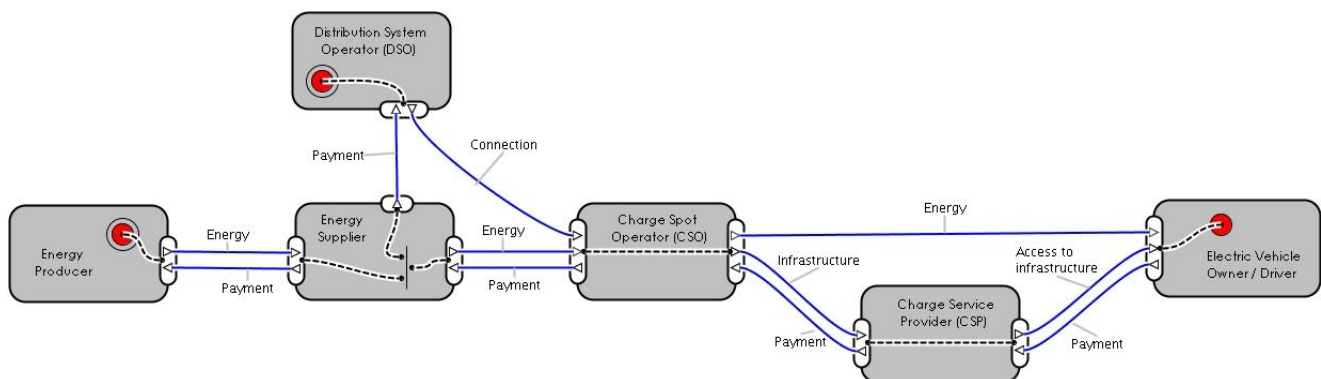 Distribution System
Operator (DSO)
Payment
Connection
Energy
Producer
Energy
Payment
Energy
Supplier
Energy
Payment
Charge Spot
Operator (CSO)
Energy
Infrastructure
Payment
Charge Service
Provider (CSP)
Access to
infrastructure
Payment
Electric Vehicle
Owner / Driver